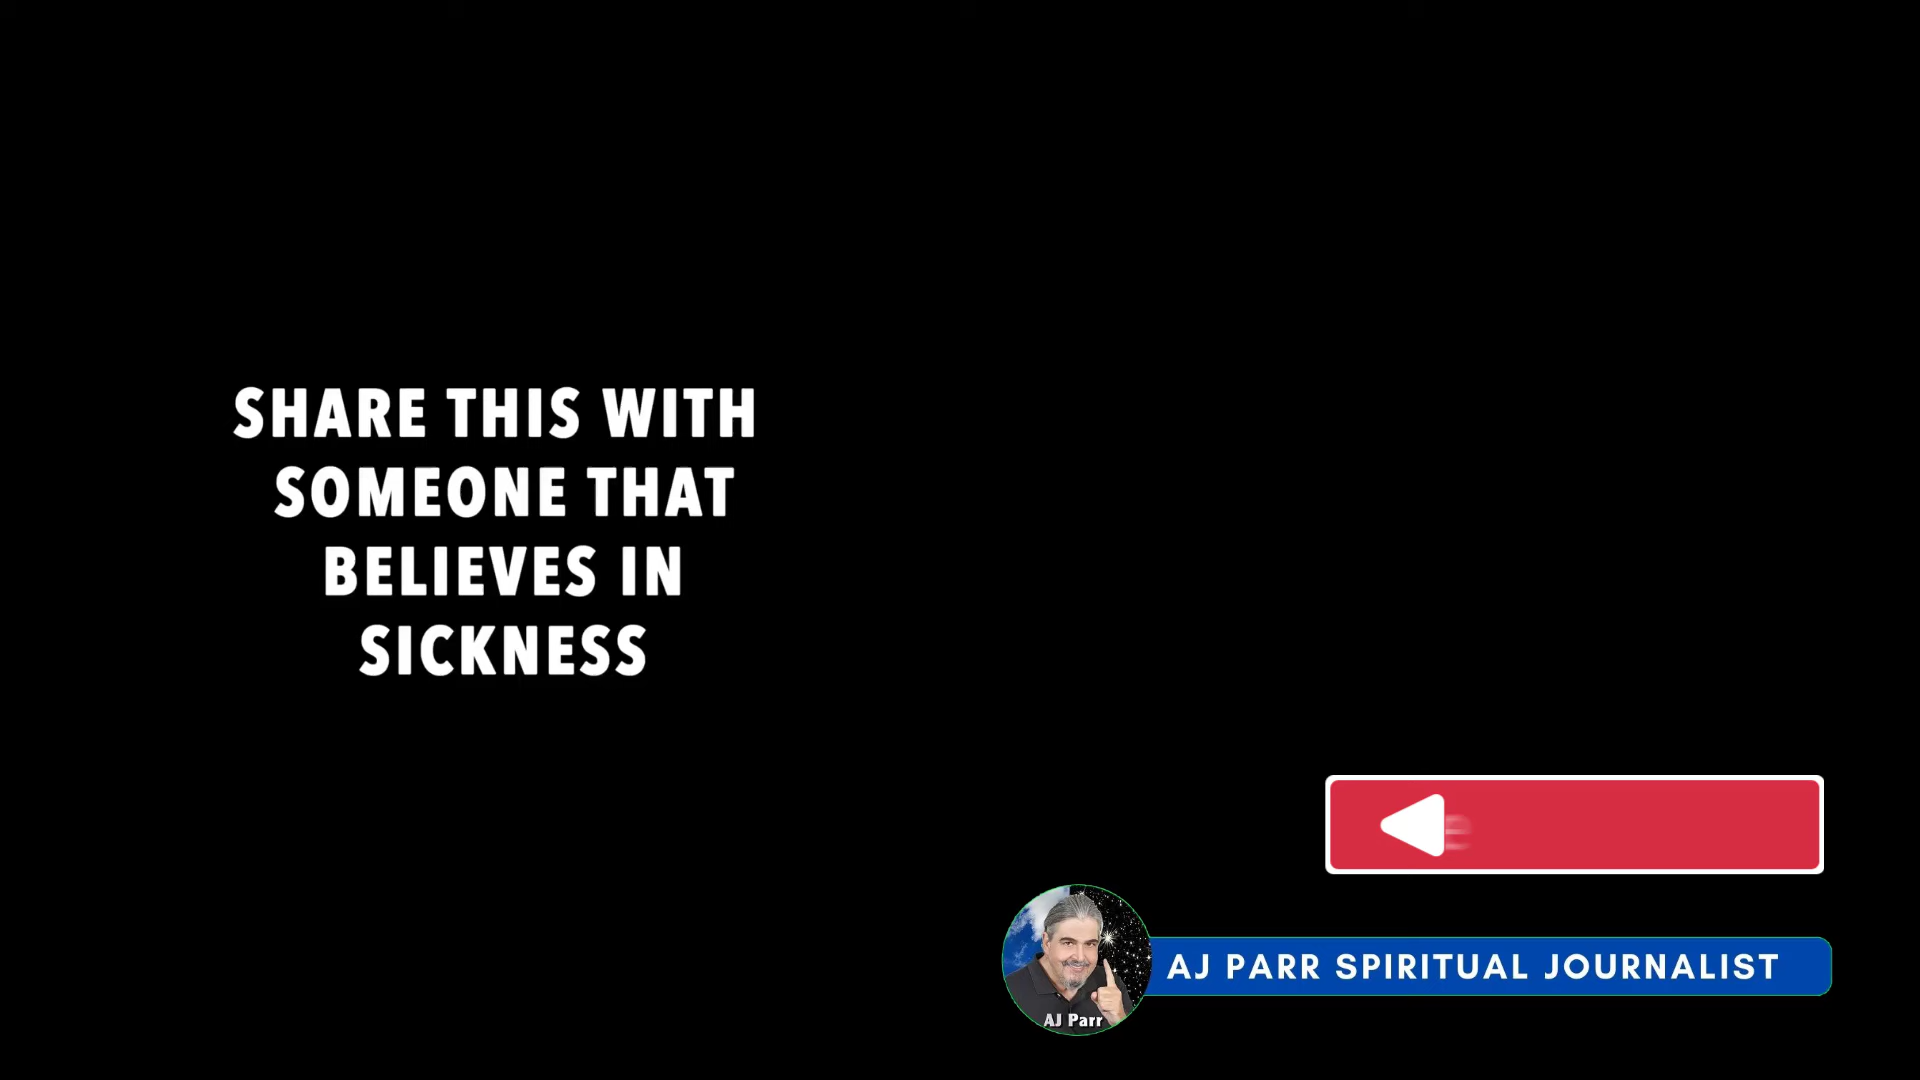 SHARE THIS WITH
SOMEONE THAT
BELIEVES IN
SICKNESS
AJ PARR SPIRITUAL JOURNALIST
AJ Parr